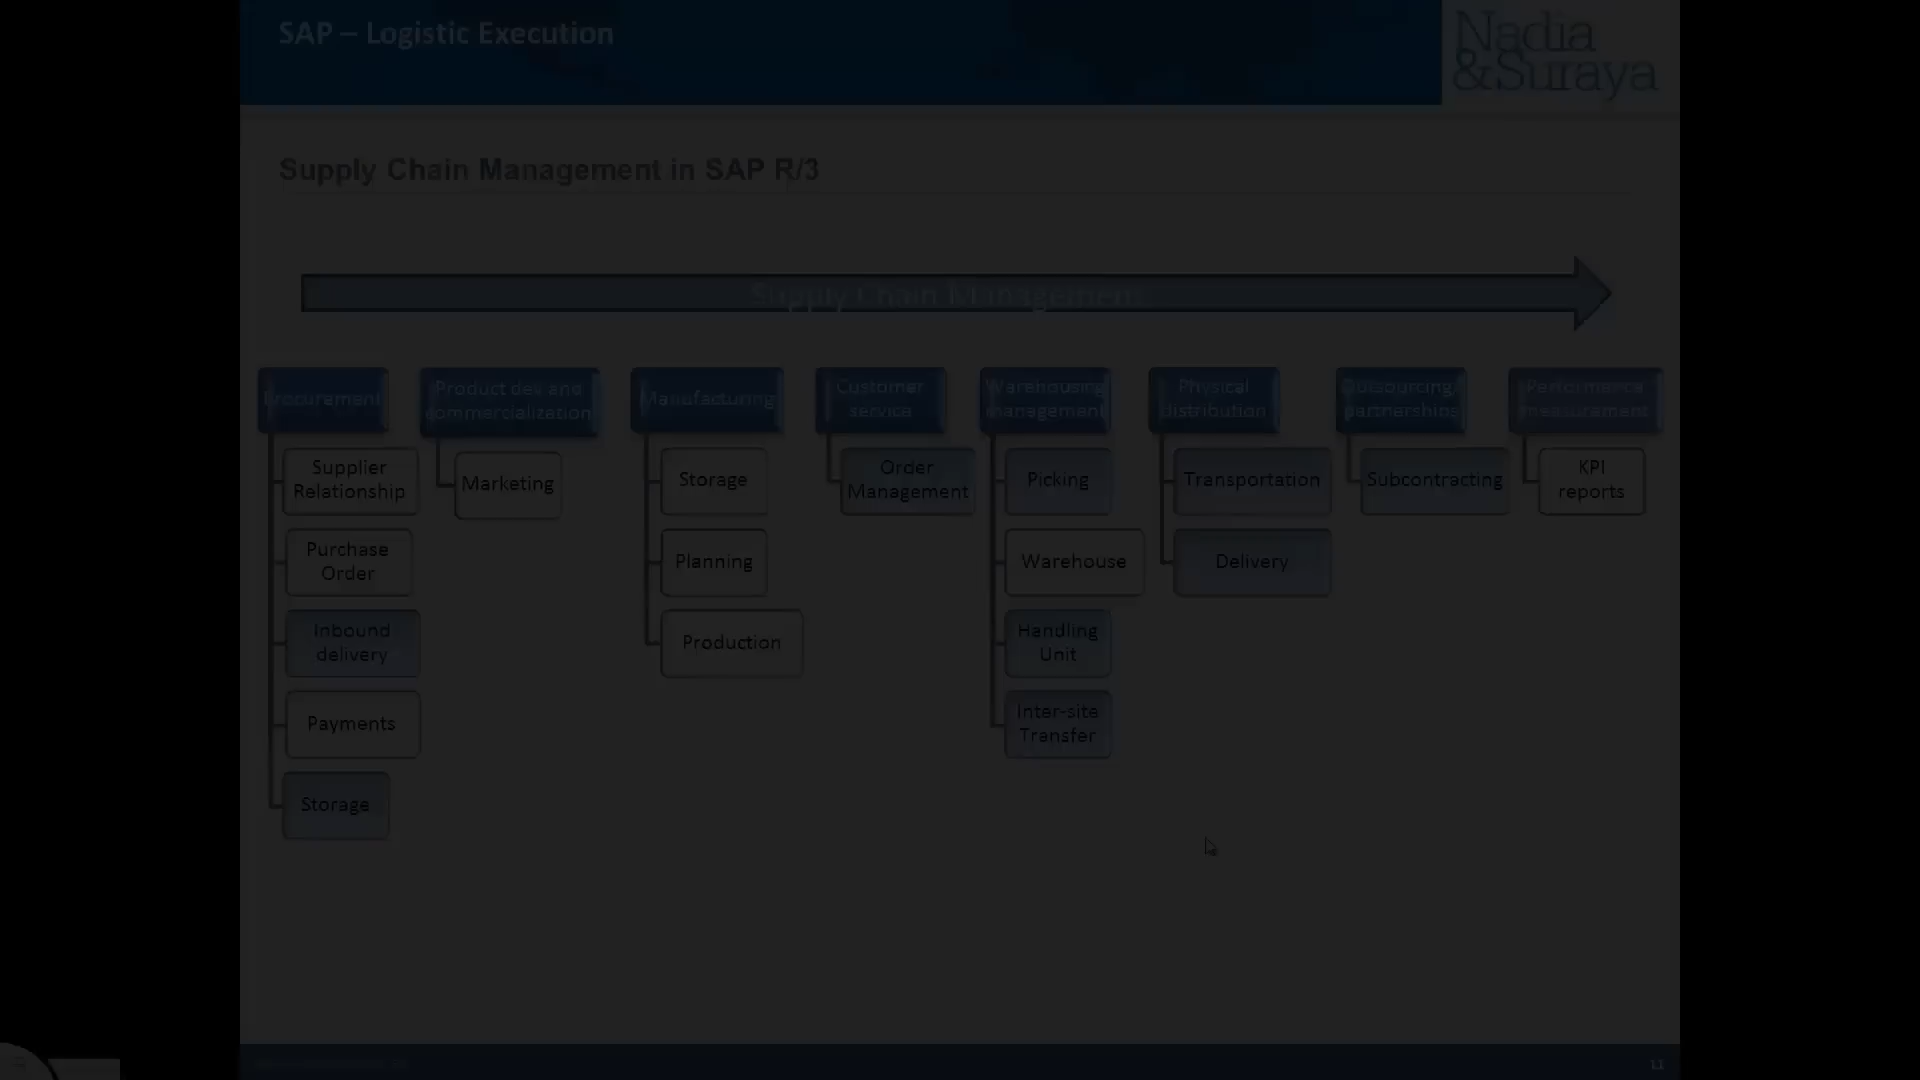 SAP – Logistic Execution
Nadia
&Suraya
Supply Chain Management in SAP R/3
Supply Chain Management
Procurement
Supplier
Relationship
Purchase
Order
Inbound
delivery
Payments
Storage
Product dev and
commercialization
Marketing
Manufacturing
Storage
Planning
Production
Customer
service
Order
Management
Warehousing
management
Picking
Warehouse
Handling
Unit
Inter-site
Transfer
Physical
distribution
Transportation
Delivery
Outsourcing/
partnerships
Subcontracting
Performance
measurement
KPI
reports
11